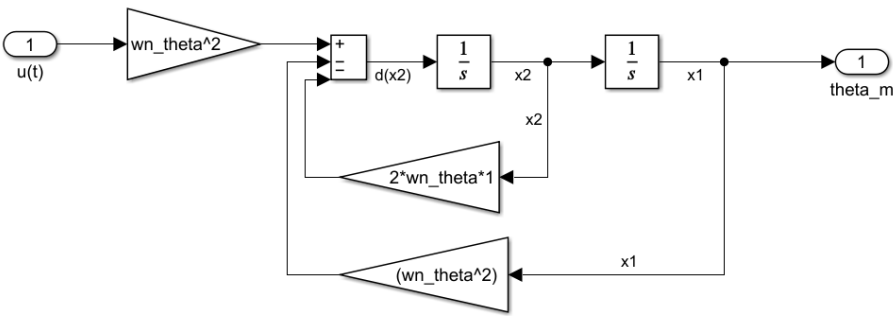 1
u(t)
wn_theta^2
+
−
−
d(x2)
1
s
x2
1
s
x1
1
theta_m
x2
2*wn_theta*1
x1
(wn_theta^2)